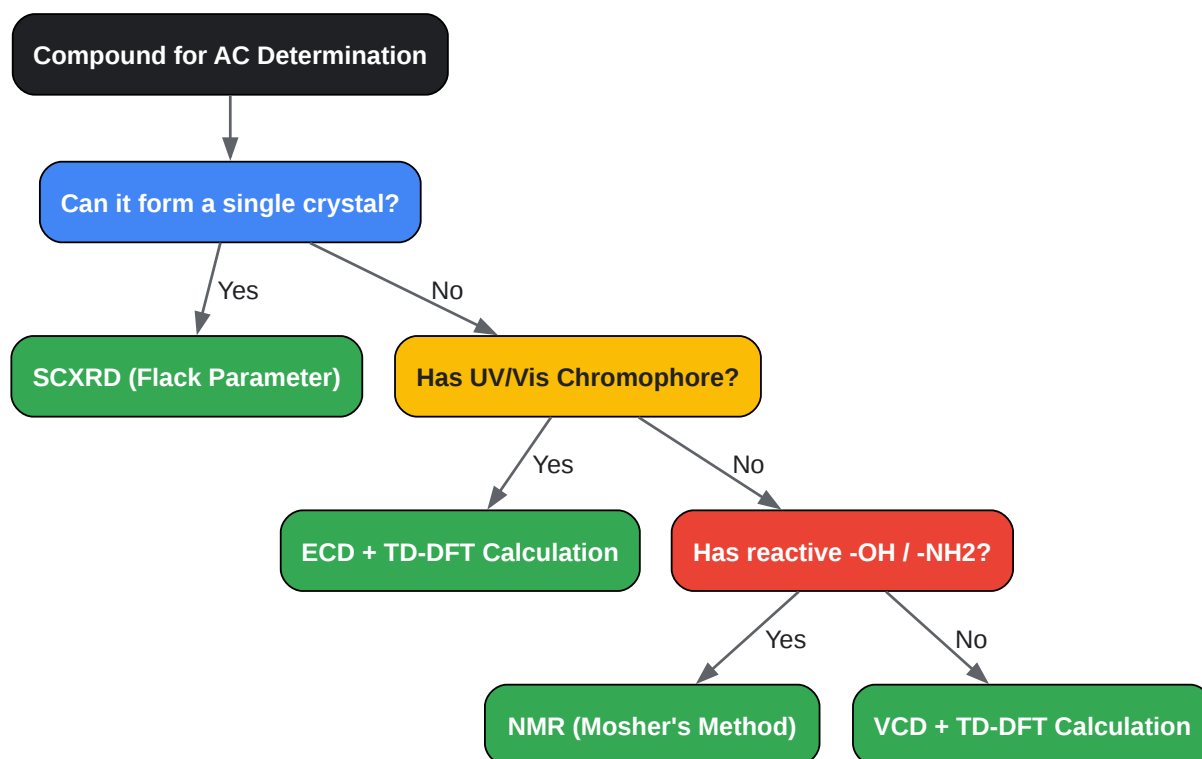 Compound for AC Determination
Can it form a single crystal?
Yes
No
SCXRD (Flack Parameter)
Has UV/Vis Chromophore?
Yes
No
ECD + TD-DFT Calculation
Has reactive -OH / -NH2?
Yes
No
NMR (Mosher's Method)
VCD + TD-DFT Calculation